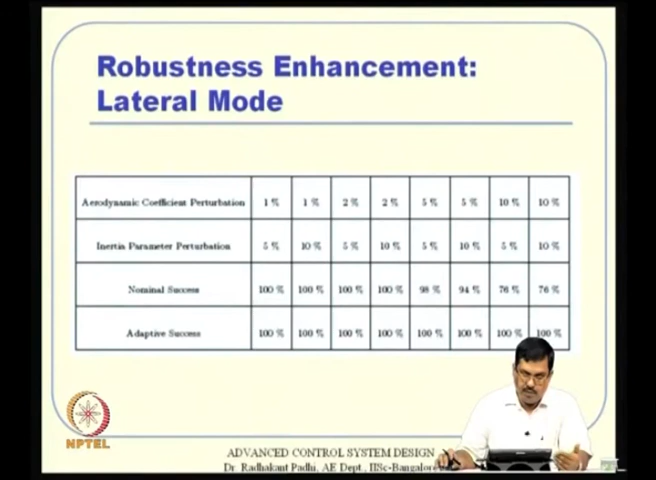 Robustness Enhancement:
Lateral Mode
Aerodynamic Coefficient Perturbation 1 % 1 % 2 % 2 % 5 % 5 % 10 % 10 %
Inertia Parameter Perturbation 5 % 10 % 5 % 10 % 5 % 10 % 5 % 10 %
Nominal Success 100 % 100 % 100 % 100 % 98 % 94 % 76 % 76 %
Adaptive Success 100 % 100 % 100 % 100 % 100 % 100 % 100 % 100 %
NPTEL
ADVANCED CONTROL SYSTEM DESIGN
Dr. Radhakant Padhi, AE Dept., IISc-Bangalore